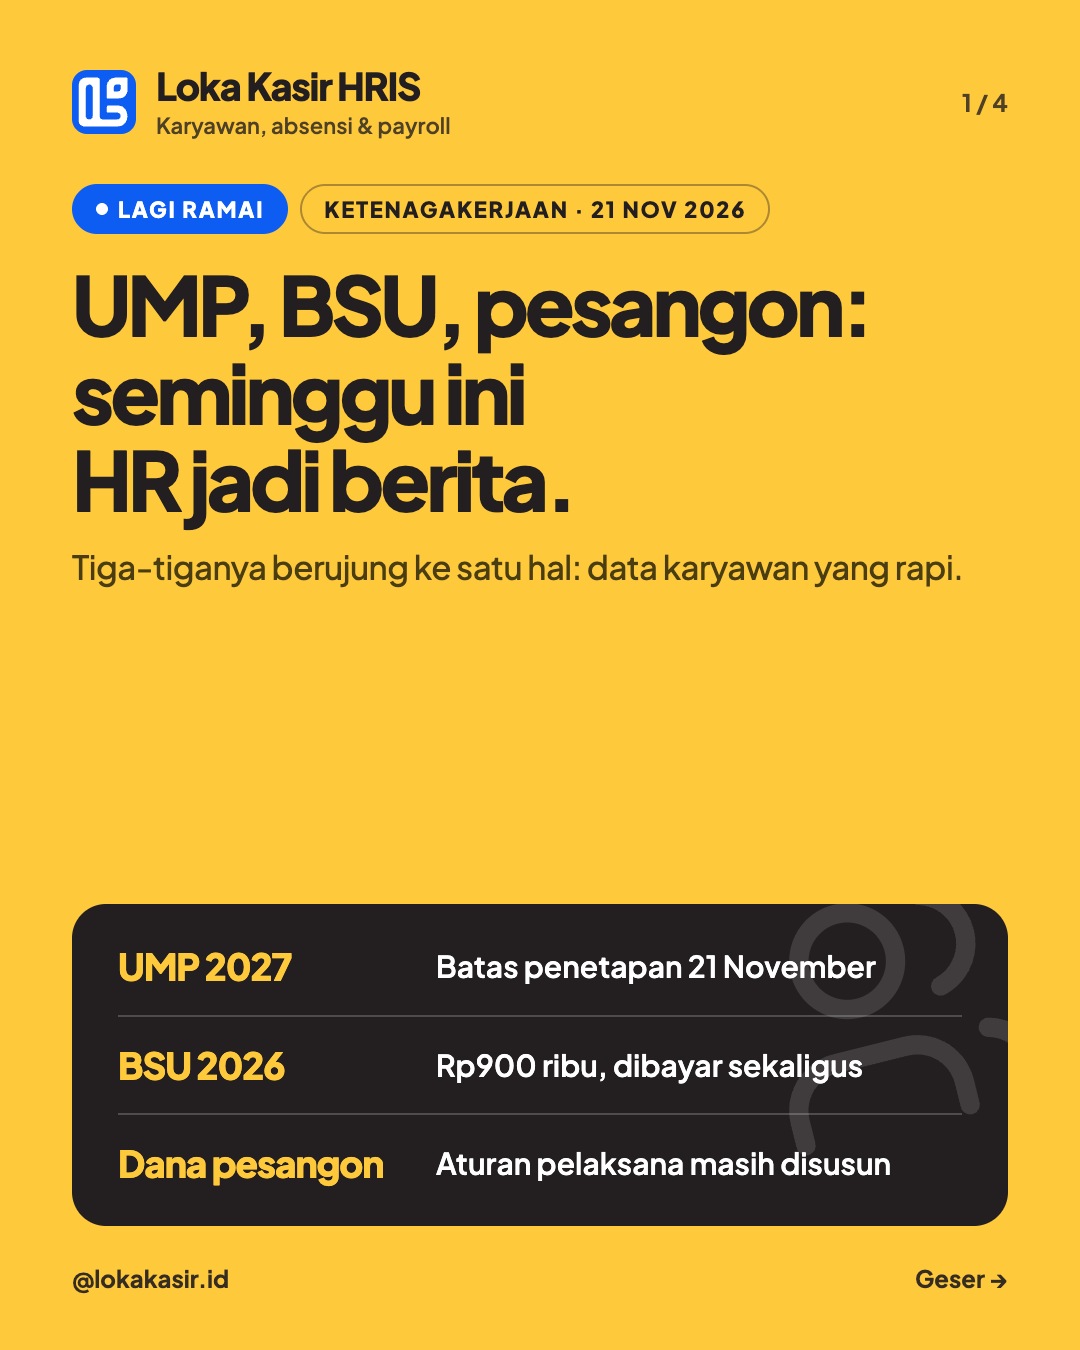 Loka Kasir HRIS
Karyawan, absensi & payroll
1 / 4
LAGI RAMAI
KETENAGAKERJAAN · 21 NOV 2026
UMP, BSU, pesangon:
seminggu ini
HR jadi berita.
Tiga-tiganya berujung ke satu hal: data karyawan yang rapi.
UMP 2027 Batas penetapan 21 November
BSU 2026 Rp900 ribu, dibayar sekaligus
Dana pesangon Aturan pelaksana masih disusun
@lokakasir.id
Geser →